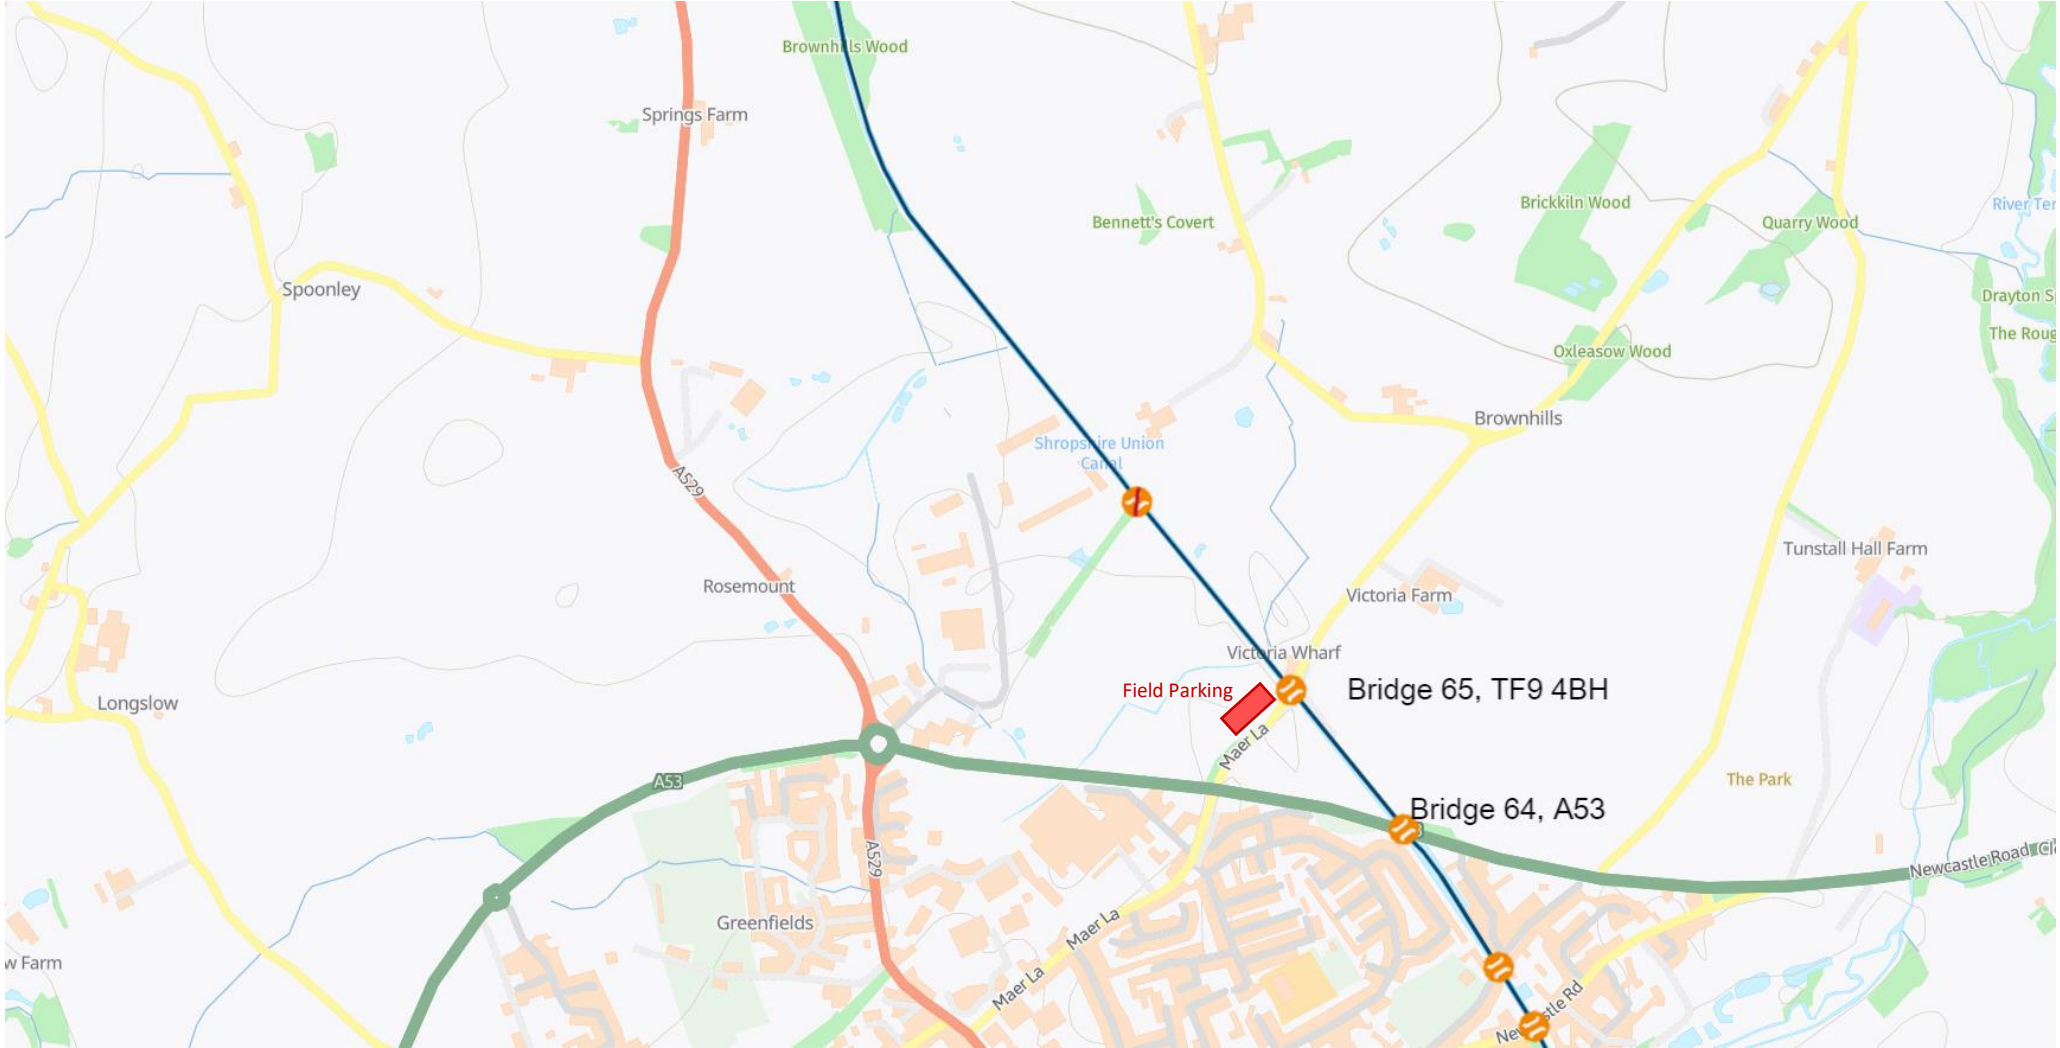 Brownhills Wood
Springs Farm
Brickkiln Wood
River Ter
Bennett's Covert
Quarry Wood
Spoonley
Drayton S
The Roug
Oxleasow Wood
Brownhills
Shropshire Union
Canal
A529
Tunstall Hall Farm
Rosemount
Victoria Farm
Victoria Wharf
Field Parking
Bridge 65, TF9 4BH
Longslow
Maer La
A53
The Park
Bridge 64, A53
A529
Newcastle Road
Greenfields
Maer La
w Farm
Maer La
Newcastle Rd